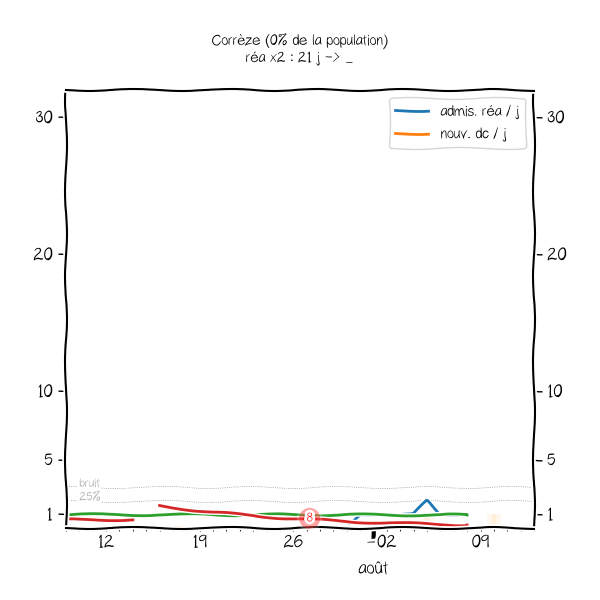 Corrèze (0% de la population)
réa x2 : 21 j -> _
admis. réa / j
nouv. dc / j
30 30
20 20
10 10
5 5
bruit
25%
1 8 1
12 19 26 02 09
août